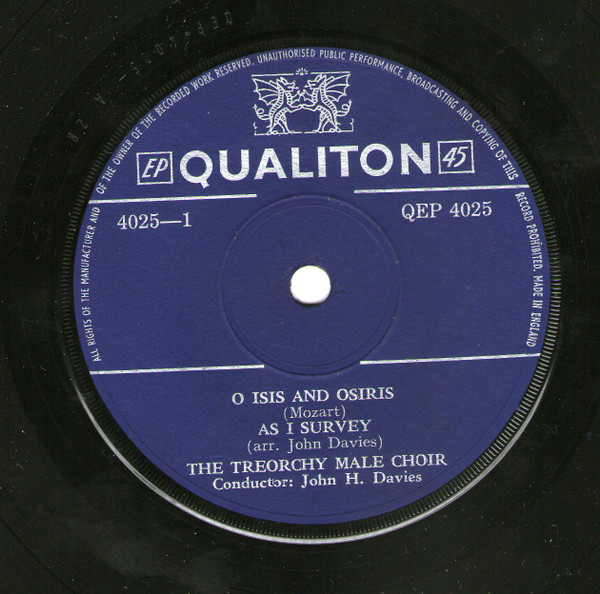 ALL RIGHTS OF THE MANUFACTURER AND OF THE OWNER OF THE RECORDED WORK RESERVED, UNAUTHORISED PUBLIC PERFORMANCE, BROADCASTING AND COPYING OF THIS RECORD PROHIBITED. MADE IN ENGLAND
EP QUALITON 45
4025—1 QEP 4025
O ISIS AND OSIRIS
(Mozart)
AS I SURVEY
(arr. John Davies)
THE TREORCHY MALE CHOIR
Conductor: John H. Davies